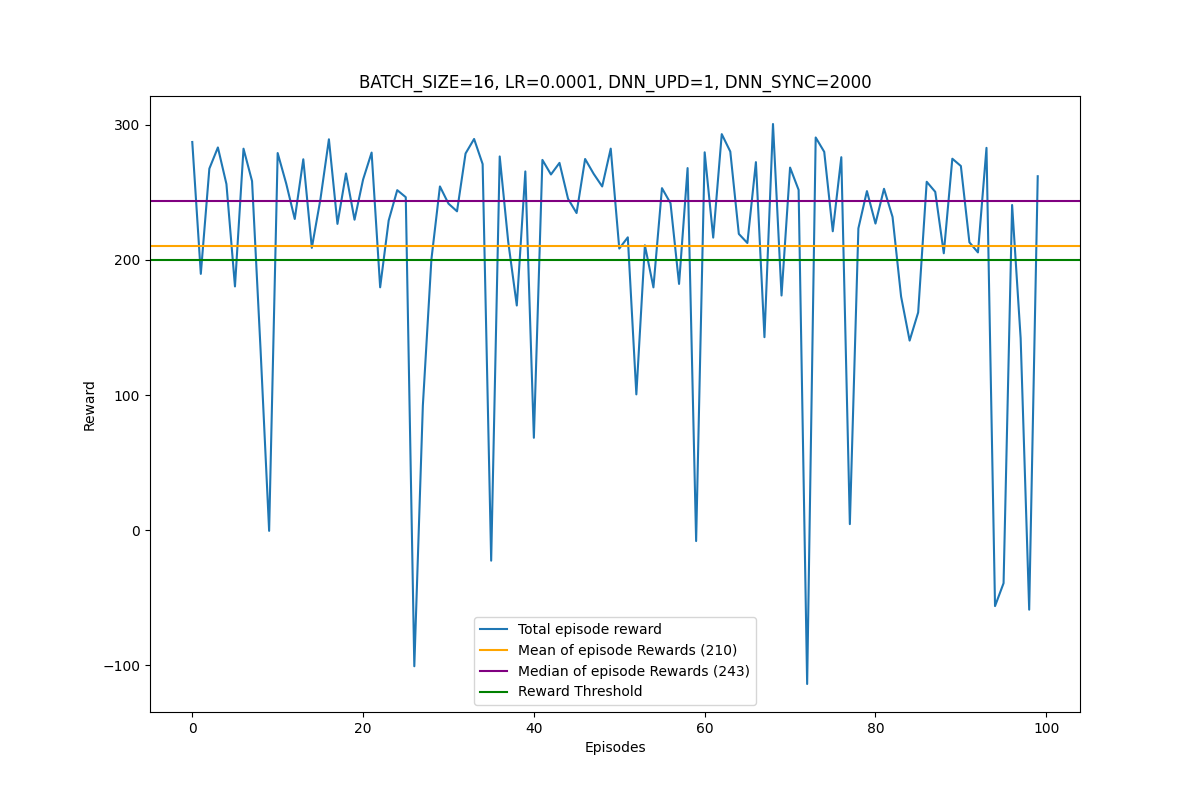 BATCH_SIZE=16, LR=0.0001, DNN_UPD=1, DNN_SYNC=2000
300
200
100
0
−100
Reward
Total episode reward
Mean of episode Rewards (210)
Median of episode Rewards (243)
Reward Threshold
0 20 40 60 80 100
Episodes